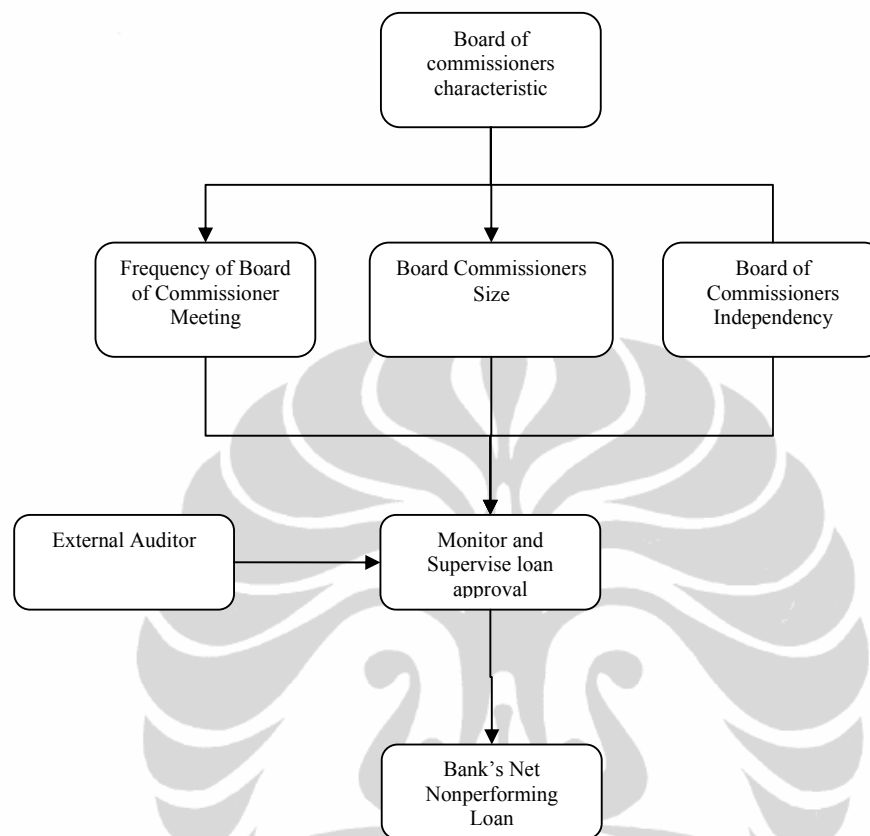 Board of
commissioners
characteristic
Frequency of Board
of Commissioner
Meeting
Board Commissioners
Size
Board of
Commissioners
Independency
External Auditor
Monitor and
Supervise loan
approval
Bank’s Net
Nonperforming
Loan